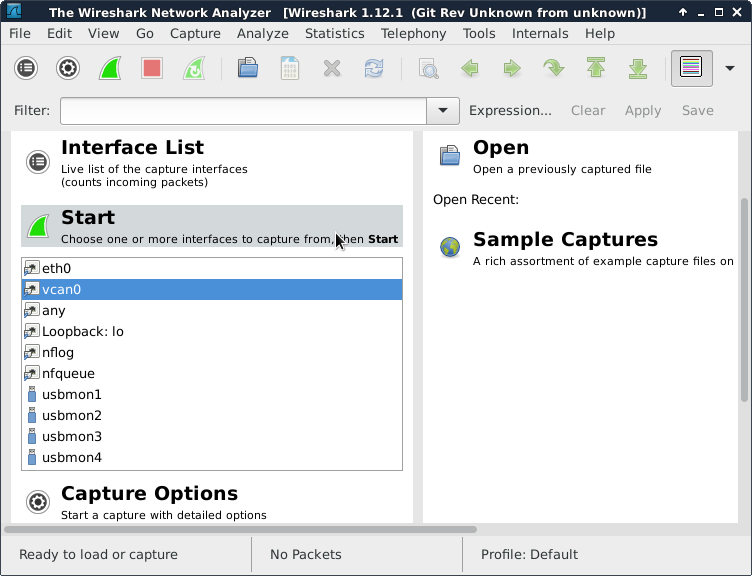 The Wireshark Network Analyzer   [Wireshark 1.12.1  (Git Rev Unknown from unknown)]
File Edit View Go Capture Analyze Statistics Telephony Tools Internals Help
Filter: Expression... Clear Apply Save
Interface List
Live list of the capture interfaces
(counts incoming packets)
Start
Choose one or more interfaces to capture from, then Start
eth0
vcan0
any
Loopback: lo
nflog
nfqueue
usbmon1
usbmon2
usbmon3
usbmon4
Capture Options
Start a capture with detailed options
Open
Open a previously captured file
Open Recent:
Sample Captures
A rich assortment of example capture files on
Ready to load or capture
No Packets
Profile: Default